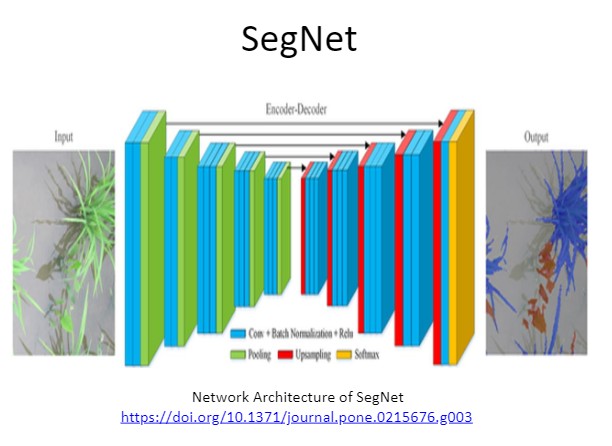 SegNet
Encoder-Decoder
Input
Output
Conv + Batch Normalization + Relu
Pooling
Upsampling
Softmax
Network Architecture of SegNet
https://doi.org/10.1371/journal.pone.0215676.g003